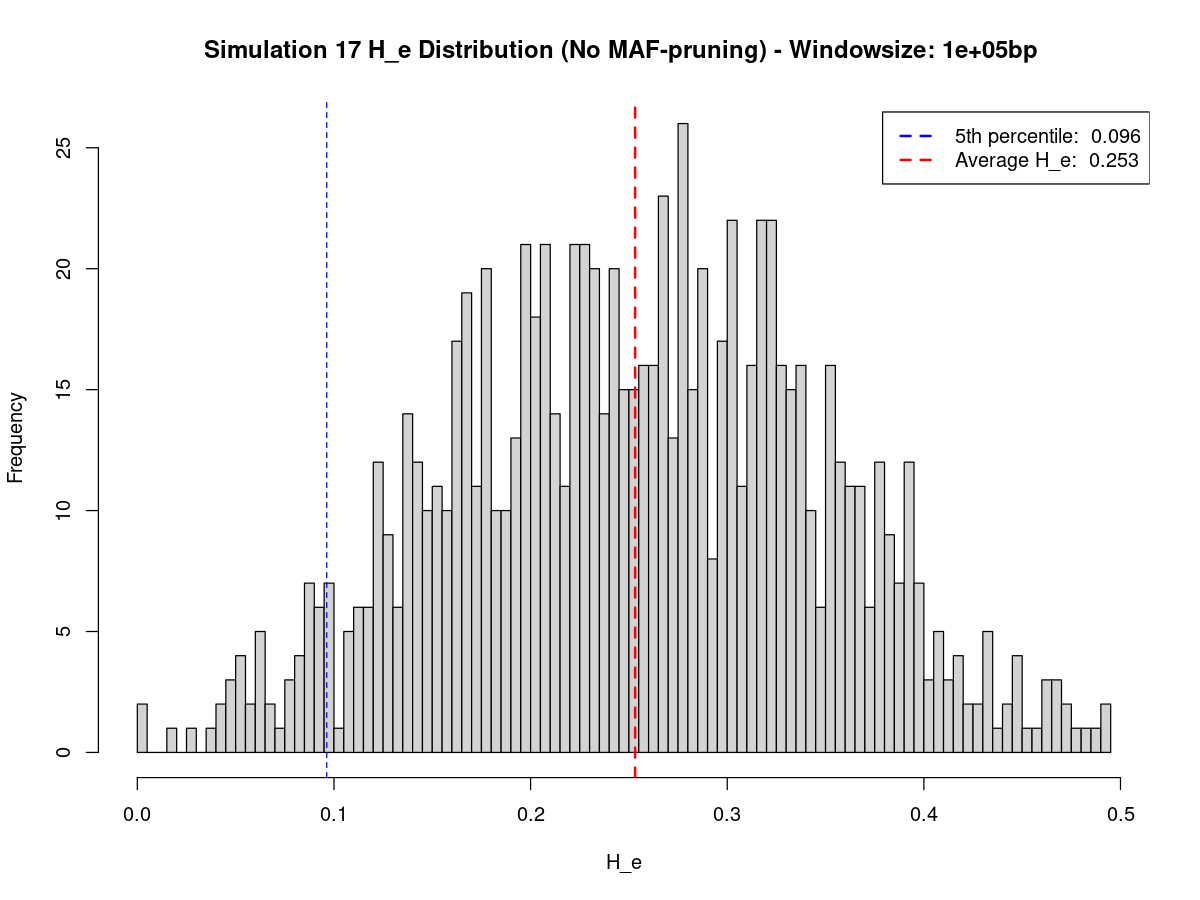 Simulation 17 H_e Distribution (No MAF-pruning) - Windowsize: 1e+05bp
5th percentile:  0.096
Average H_e:  0.253
Frequency
25
20
15
10
5
0
0.0 0.1 0.2 0.3 0.4 0.5
H_e